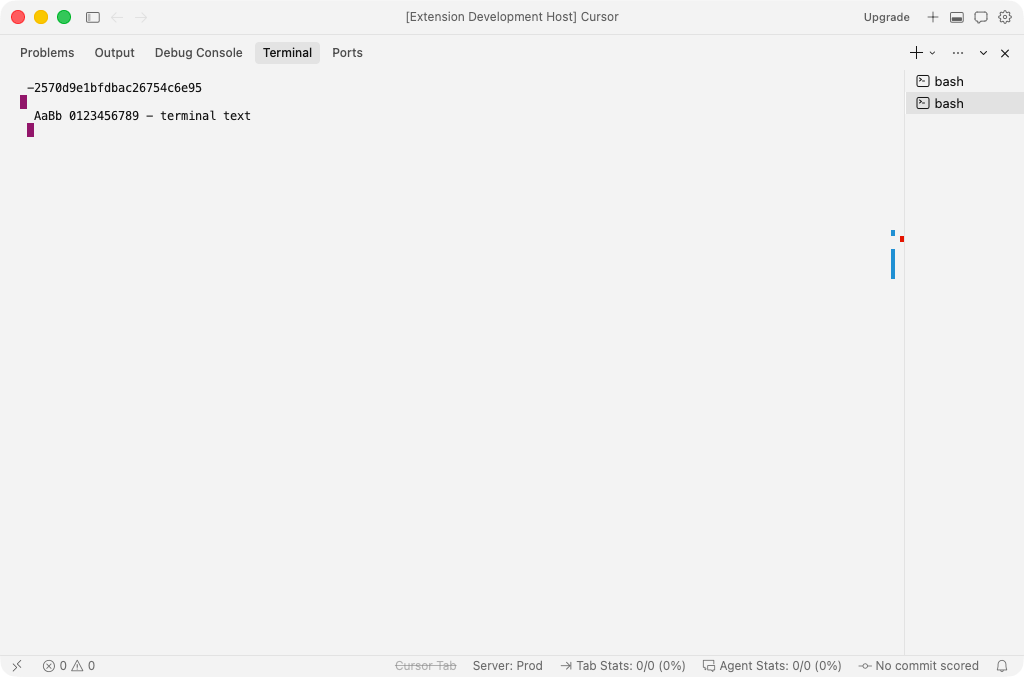 [Extension Development Host] Cursor
Upgrade
Problems Output Debug Console Terminal Ports
-2570d9e1bfdbac26754c6e95
AaBb 0123456789 - terminal text
bash
bash
0 0 Cursor Tab Server: Prod Tab Stats: 0/0 (0%) Agent Stats: 0/0 (0%) No commit scored